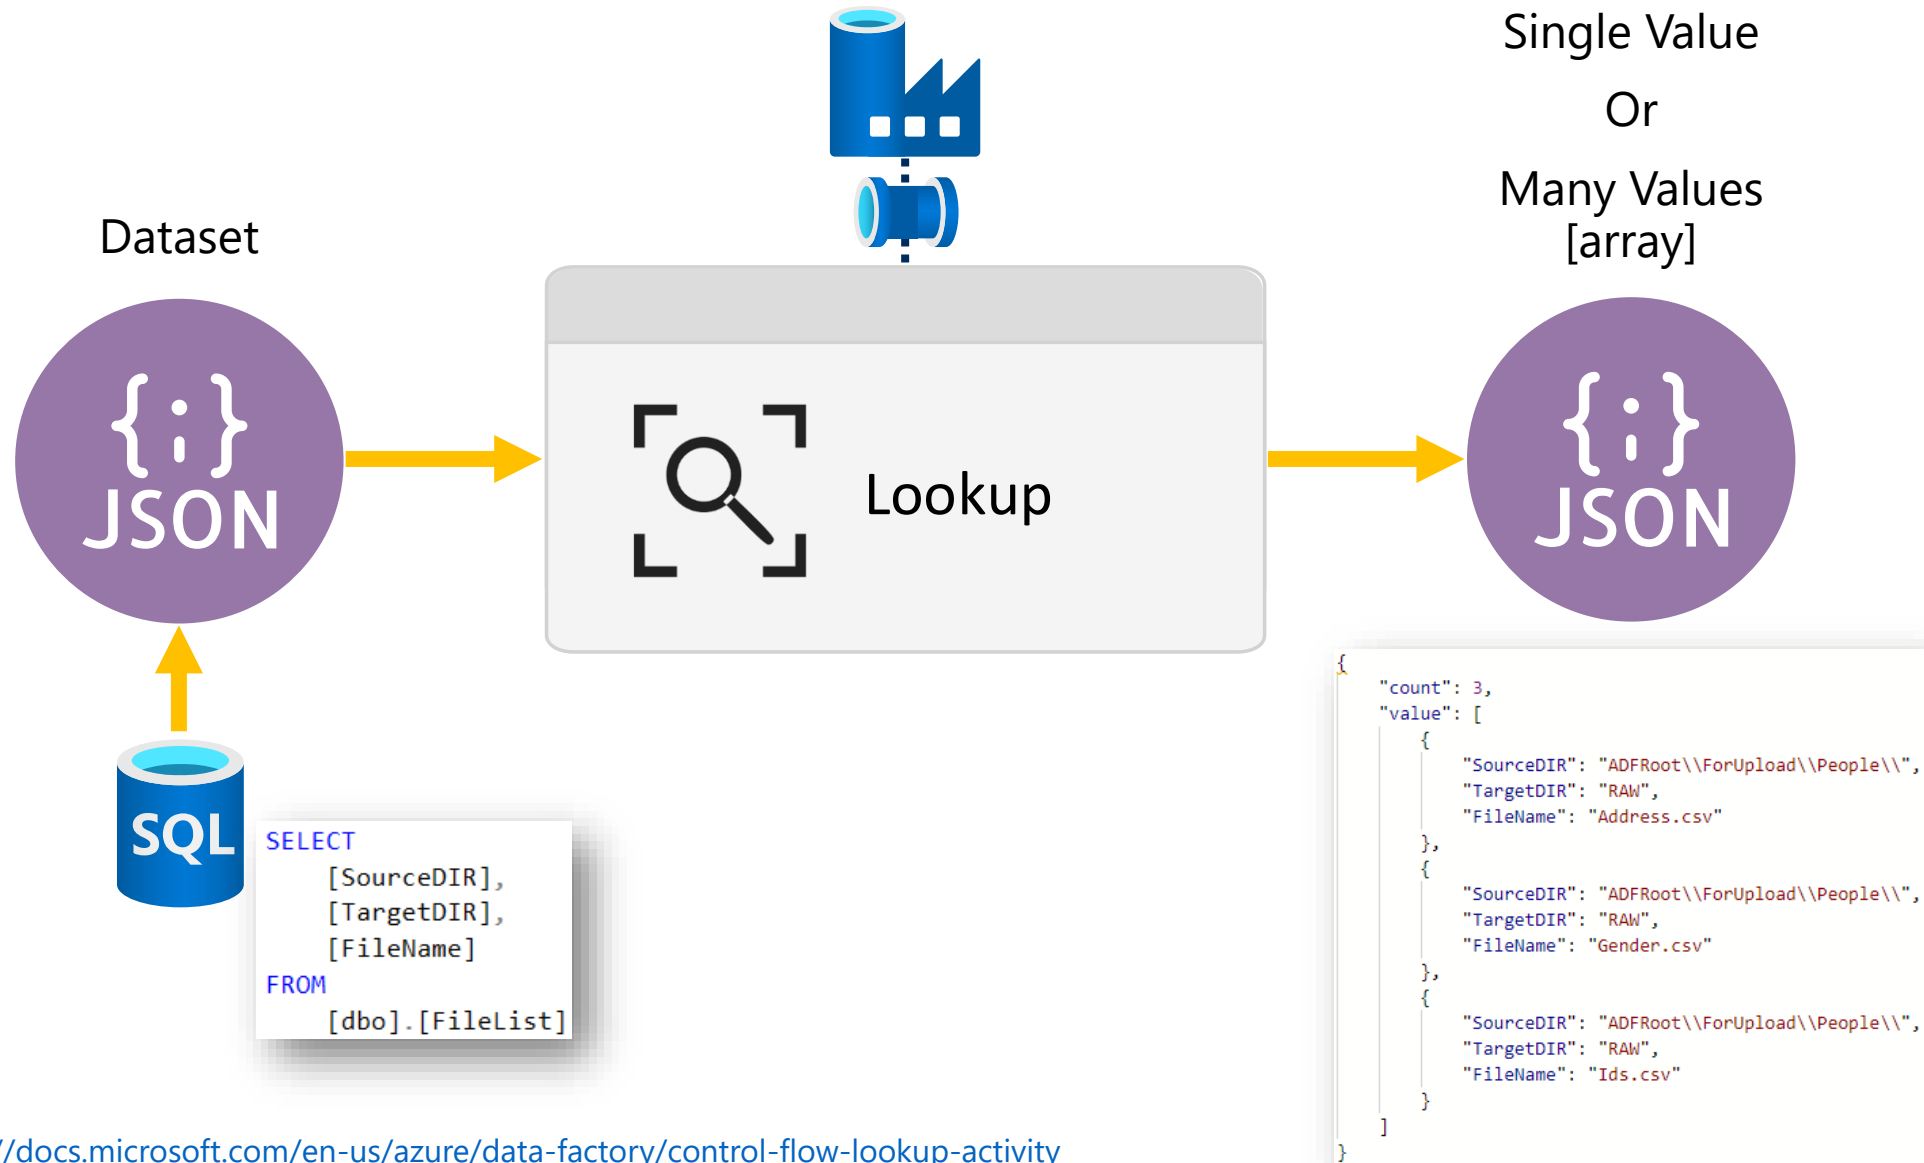 Single Value
Or
Many Values
[array]
Dataset
{;}
JSON
Lookup
{;}
JSON
SQL
SELECT
[SourceDIR],
[TargetDIR],
[FileName]
FROM
[dbo].[FileList]
{
"count": 3,
"value": [
{
"SourceDIR": "ADFRoot\\ForUpload\\People\\",
"TargetDIR": "RAW",
"FileName": "Address.csv"
},
{
"SourceDIR": "ADFRoot\\ForUpload\\People\\",
"TargetDIR": "RAW",
"FileName": "Gender.csv"
},
{
"SourceDIR": "ADFRoot\\ForUpload\\People\\",
"TargetDIR": "RAW",
"FileName": "Ids.csv"
}
]
}
//docs.microsoft.com/en-us/azure/data-factory/control-flow-lookup-activity